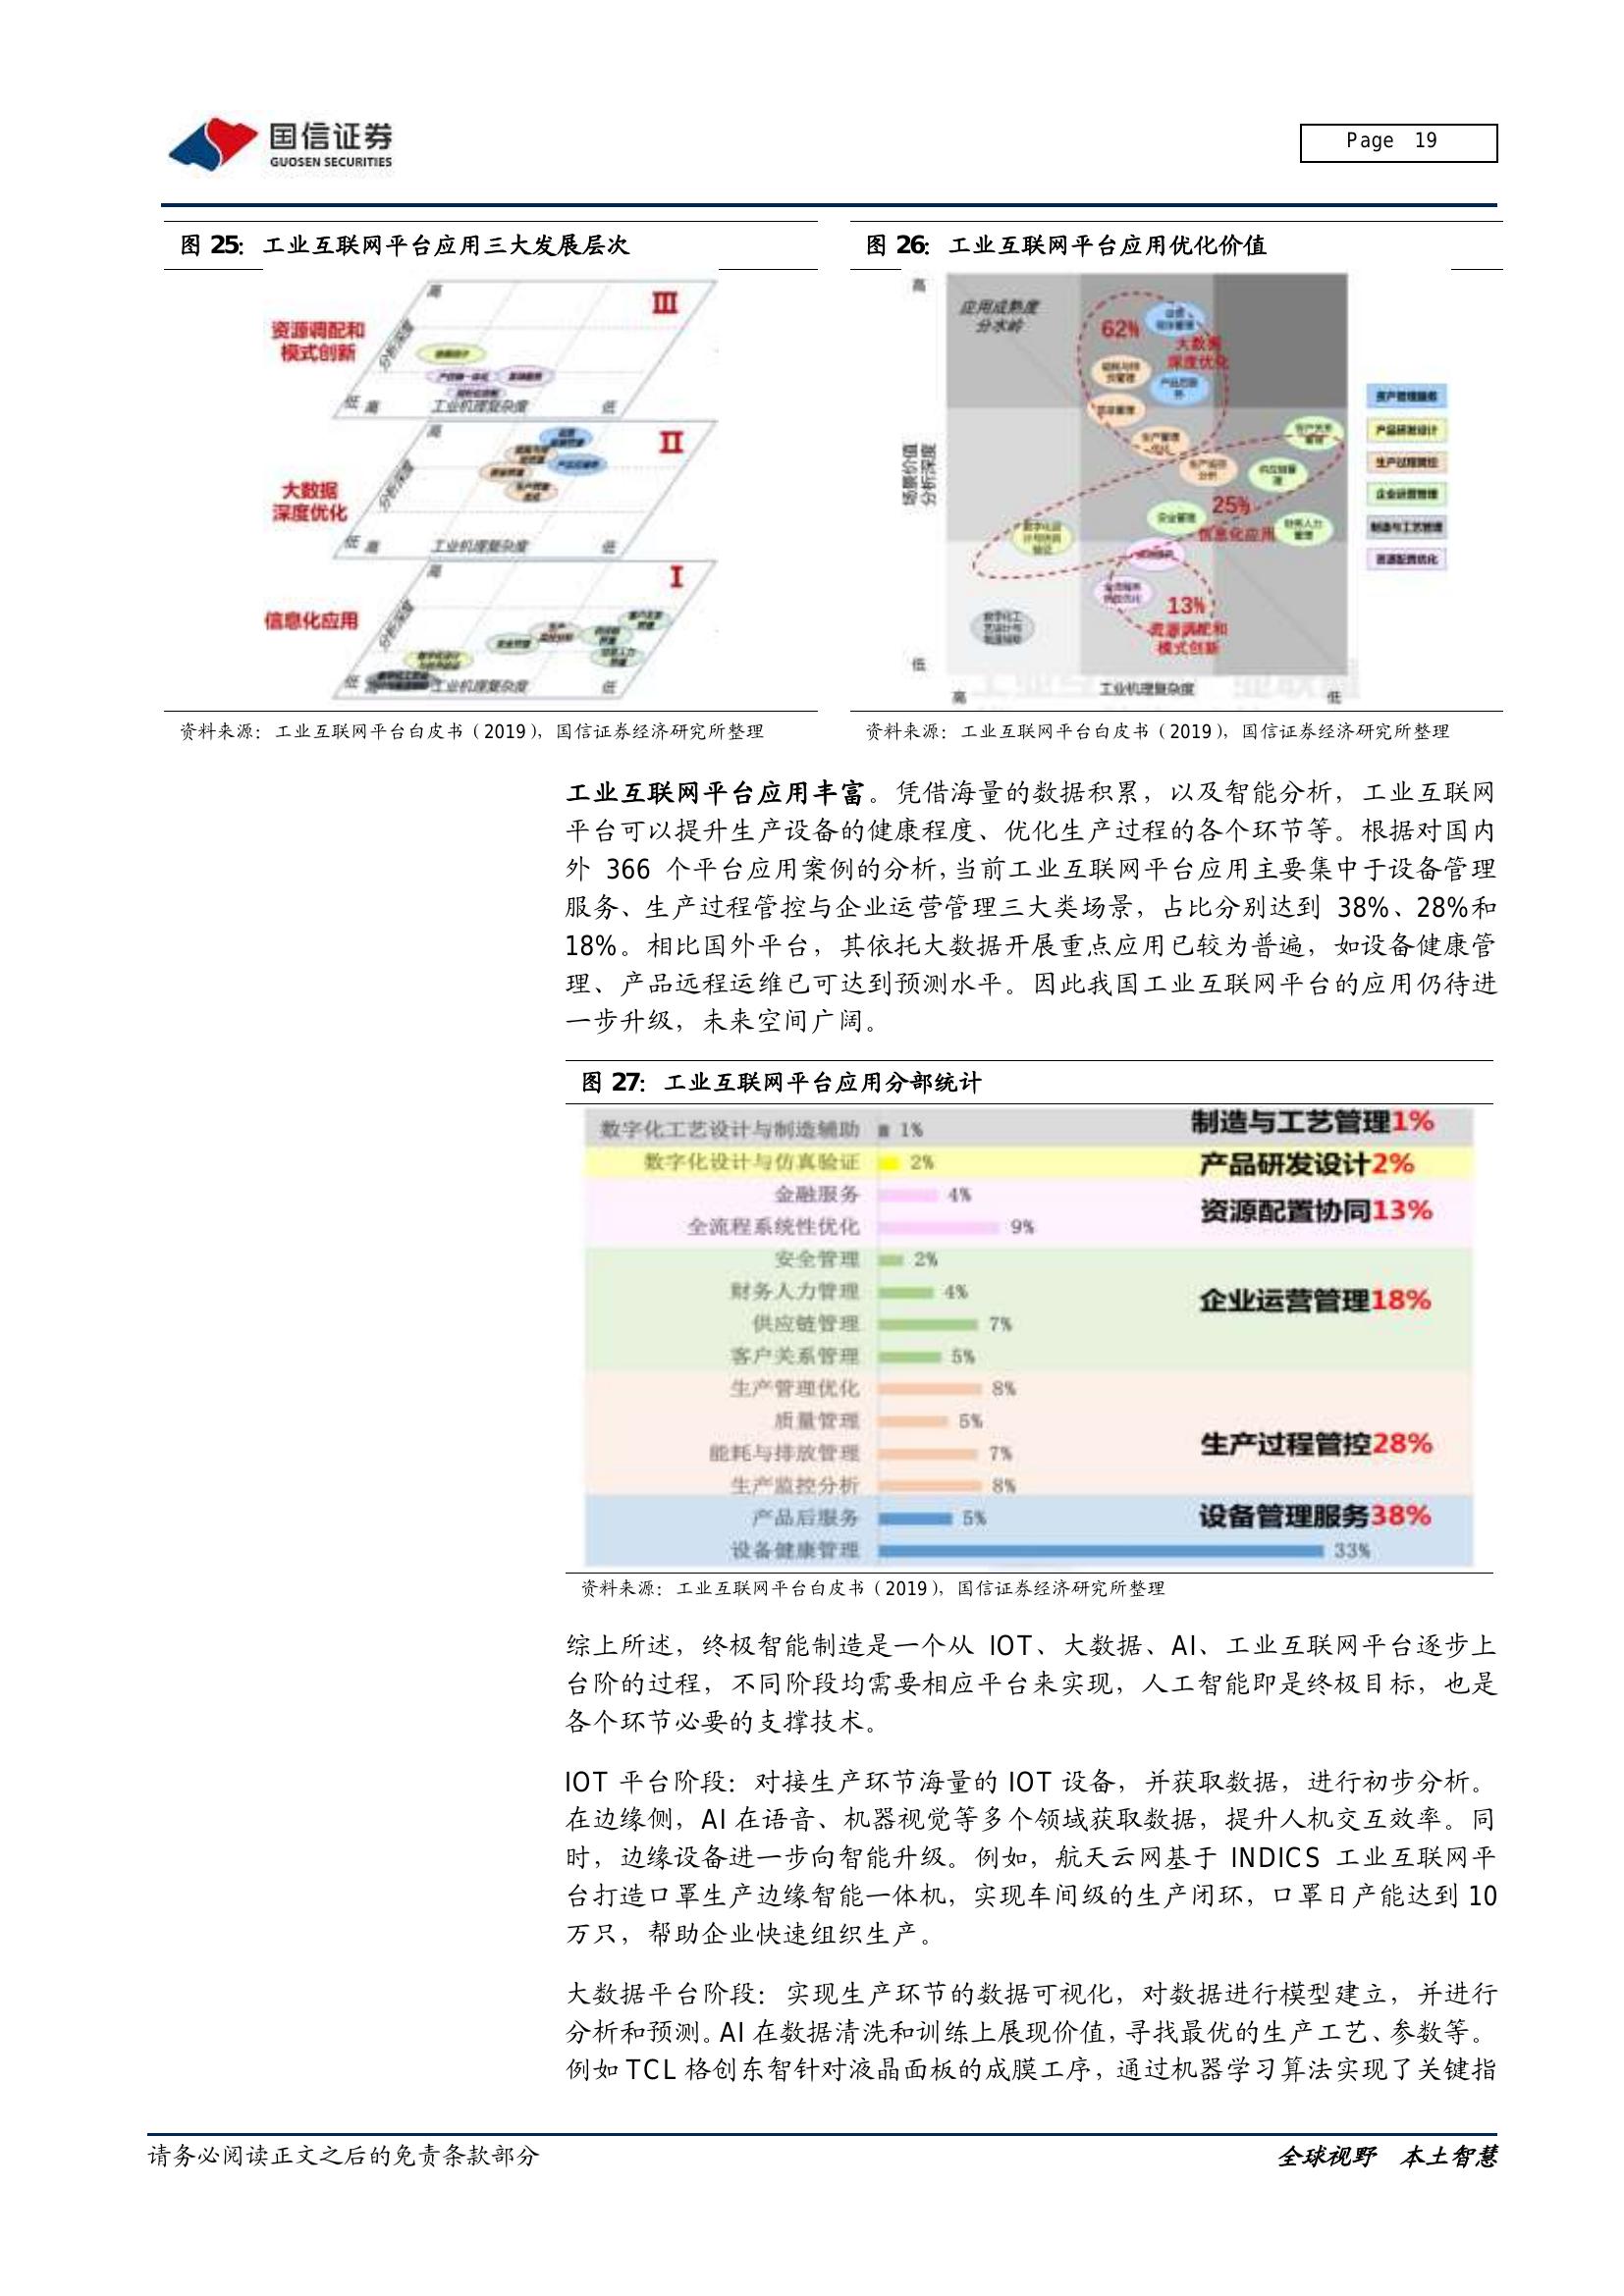 国信证券
GUOSEN SECURITIES
Page 19
图 25：工业互联网平台应用三大发展层次
资源调配和
模式创新
III
高
分析深度
低
高
工业机理复杂度
低
大数据
深度优化
II
高
分析深度
低
高
工业机理复杂度
低
信息化应用
I
高
分析深度
低
工业机理复杂度
低
资料来源：工业互联网平台白皮书（2019），国信证券经济研究所整理
图 26：工业互联网平台应用优化价值
高
应用成熟度
分水岭
62%
大数据
深度优化
场景价值
分析深度
25%
信息化应用
13%
资源调配和
模式创新
低
高
工业机理复杂度
低
产品研发设计
生产过程管控
企业运营管理
制造与工艺管理
资源配置优化
资料来源：工业互联网平台白皮书（2019），国信证券经济研究所整理
工业互联网平台应用丰富。凭借海量的数据积累，以及智能分析，工业互联网
平台可以提升生产设备的健康程度、优化生产过程的各个环节等。根据对国内
外 366 个平台应用案例的分析，当前工业互联网平台应用主要集中于设备管理
服务、生产过程管控与企业运营管理三大类场景，占比分别达到 38%、28%和
18%。相比国外平台，其依托大数据开展重点应用已较为普遍，如设备健康管
理、产品远程运维已可达到预测水平。因此我国工业互联网平台的应用仍待进
一步升级，未来空间广阔。
图 27：工业互联网平台应用分部统计
数字化工艺设计与制造辅助 1% 制造与工艺管理1%
数字化设计与仿真验证 2% 产品研发设计2%
金融服务 4%
资源配置协同13%
全流程系统性优化 9%
安全管理 2%
财务人力管理 4%
企业运营管理18%
供应链管理 7%
客户关系管理 5%
生产管理优化 8%
质量管理 5%
生产过程管控28%
能耗与排放管理 7%
生产监控分析 8%
产品后服务 5% 设备管理服务38%
设备健康管理 33%
资料来源：工业互联网平台白皮书（2019），国信证券经济研究所整理
综上所述，终极智能制造是一个从 IOT、大数据、AI、工业互联网平台逐步上
台阶的过程，不同阶段均需要相应平台来实现，人工智能即是终极目标，也是
各个环节必要的支撑技术。
IOT 平台阶段：对接生产环节海量的 IOT 设备，并获取数据，进行初步分析。
在边缘侧，AI 在语音、机器视觉等多个领域获取数据，提升人机交互效率。同
时，边缘设备进一步向智能升级。例如，航天云网基于 INDICS 工业互联网平
台打造口罩生产边缘智能一体机，实现车间级的生产闭环，口罩日产能达到 10
万只，帮助企业快速组织生产。
大数据平台阶段：实现生产环节的数据可视化，对数据进行模型建立，并进行
分析和预测。AI 在数据清洗和训练上展现价值，寻找最优的生产工艺、参数等。
例如 TCL 格创东智针对液晶面板的成膜工序，通过机器学习算法实现了关键指
请务必阅读正文之后的免责条款部分
全球视野 本土智慧